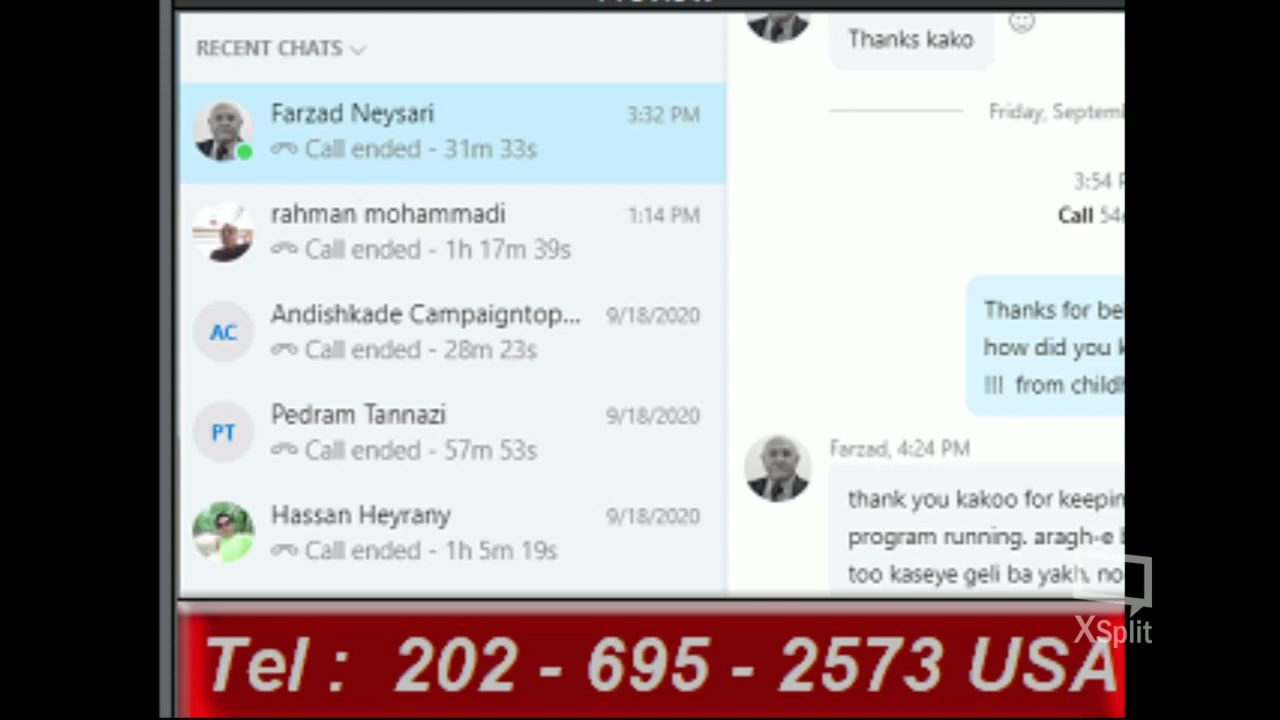 RECENT CHATS
Farzad Neysari
3:32 PM
Call ended - 31m 33s
rahman mohammadi
1:14 PM
Call ended - 1h 17m 39s
AC
Andishkade Campaigntop...
9/18/2020
Call ended - 28m 23s
PT
Pedram Tannazi
9/18/2020
Call ended - 57m 53s
Hassan Heyrany
9/18/2020
Call ended - 1h 5m 19s
Thanks kako
Friday,
3:54
Call
Thanks for
how did you
!!! from
Farzad, 4:24 PM
thank you kakoo for
program running. aragh-e
too kaseye geli ba yakh,
XSplit
Tel : 202 - 695 - 2573 USA